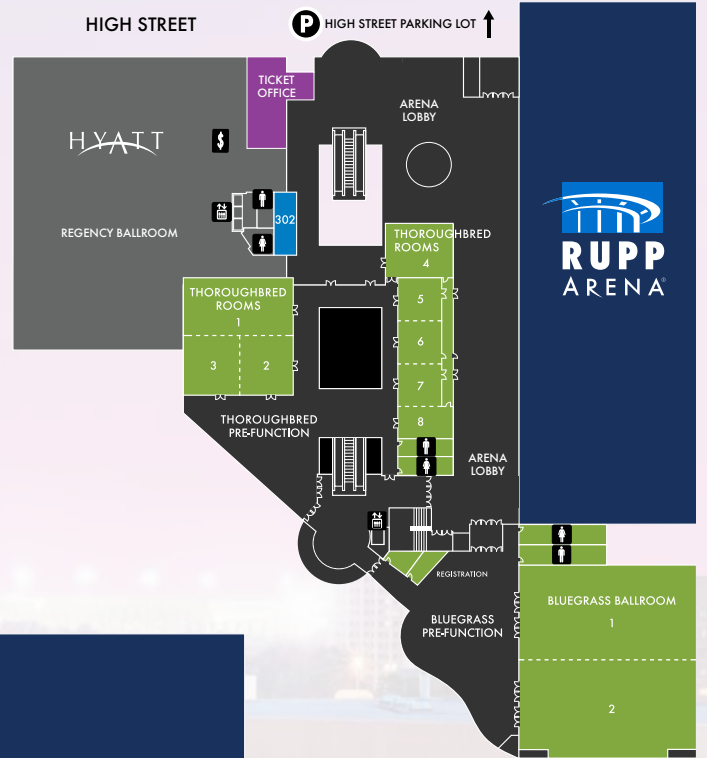 HIGH STREET
P HIGH STREET PARKING LOT
TICKET
OFFICE
ARENA
LOBBY
HYATT
$
302
REGENCY BALLROOM
THOROUGHBRED
ROOMS
4
RUPP
ARENA®
THOROUGHBRED
ROOMS
1
5
6
3
2
7
8
THOROUGHBRED
PRE-FUNCTION
ARENA
LOBBY
REGISTRATION
BLUEGRASS BALLROOM
1
BLUEGRASS
PRE-FUNCTION
2